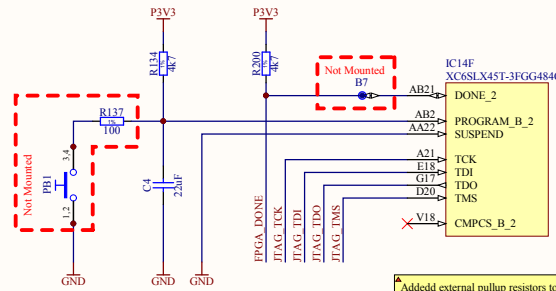 P3V3
P3V3
R134
1%
4k7
R200
1%
4k7
Not Mounted
B7
IC14F
XC6SLX45T-3FGG484
AB21
DONE_2
R137
1%
100
AB2
PROGRAM_B_2
AA22
SUSPEND
Not Mounted
3,4
PB1
1,2
C4
22uF
A21
TCK
E18
TDI
G17
TDO
D20
TMS
V18
CMPCS_B_2
FPGA_DONE
JTAG_TCK
JTAG_TDI
JTAG_TDO
JTAG_TMS
GND
GND
GND
Addedd external pullup resistors to